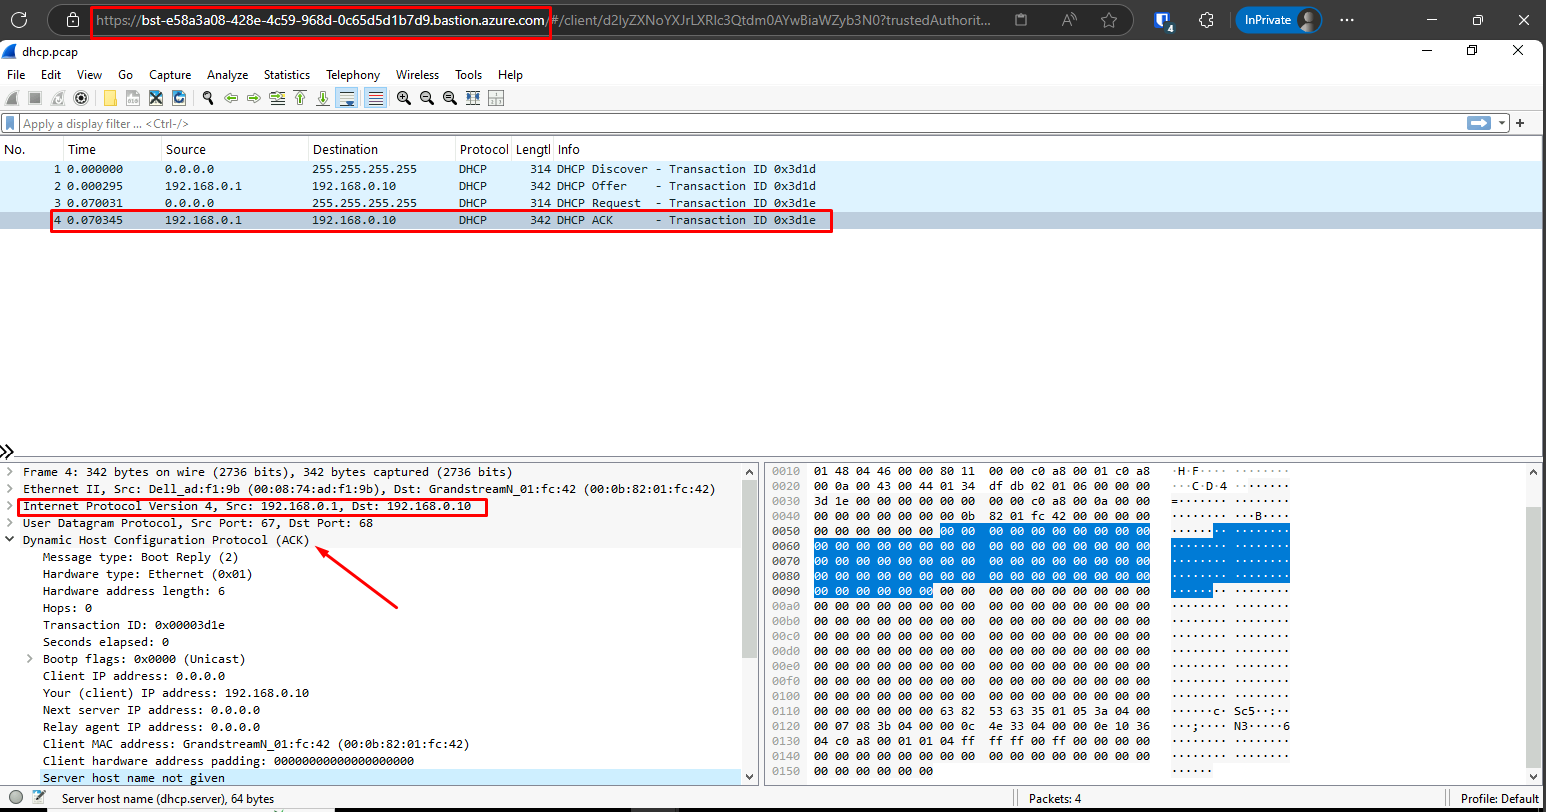 https://bst-e58a3a08-428e-4c59-968d-0c65d5d1b7d9.bastion.azure.com/#/client/d2lyZXNoYXJrLXRlc3Qtdm0AYwBiaWZyb3N0?trustedAuthorit...
4
InPrivate
dhcp.pcap
File Edit View Go Capture Analyze Statistics Telephony Wireless Tools Help
Apply a display filter ... <Ctrl-/>
No. Time Source Destination Protocol Lengtl Info
1 0.000000 0.0.0.0 255.255.255.255 DHCP 314 DHCP Discover - Transaction ID 0x3d1d
2 0.000295 192.168.0.1 192.168.0.10 DHCP 342 DHCP Offer - Transaction ID 0x3d1d
3 0.070031 0.0.0.0 255.255.255.255 DHCP 314 DHCP Request - Transaction ID 0x3d1e
4 0.070345 192.168.0.1 192.168.0.10 DHCP 342 DHCP ACK - Transaction ID 0x3d1e
Frame 4: 342 bytes on wire (2736 bits), 342 bytes captured (2736 bits)
Ethernet II, Src: Dell_ad:f1:9b (00:08:74:ad:f1:9b), Dst: GrandstreamN_01:fc:42 (00:0b:82:01:fc:42)
Internet Protocol Version 4, Src: 192.168.0.1, Dst: 192.168.0.10
User Datagram Protocol, Src Port: 67, Dst Port: 68
Dynamic Host Configuration Protocol (ACK)
Message type: Boot Reply (2)
Hardware type: Ethernet (0x01)
Hardware address length: 6
Hops: 0
Transaction ID: 0x00003d1e
Seconds elapsed: 0
Bootp flags: 0x0000 (Unicast)
Client IP address: 0.0.0.0
Your (client) IP address: 192.168.0.10
Next server IP address: 0.0.0.0
Relay agent IP address: 0.0.0.0
Client MAC address: GrandstreamN_01:fc:42 (00:0b:82:01:fc:42)
Client hardware address padding: 00000000000000000000
Server host name not given
0010 01 48 04 46 00 00 80 11 00 00 c0 a8 00 01 c0 a8 ·H·F···· ········
0020 00 0a 00 43 00 44 01 34 df db 02 01 06 00 00 00 ···C·D·4 ········
0030 3d 1e 00 00 00 00 00 00 00 00 c0 a8 00 0a 00 00 =······· ········
0040 00 00 00 00 00 00 00 0b 82 01 fc 42 00 00 00 00 ········ ···B····
0050 00 00 00 00 00 00 00 00 00 00 00 00 00 00 00 00 ········ ········
0060 00 00 00 00 00 00 00 00 00 00 00 00 00 00 00 00 ········ ········
0070 00 00 00 00 00 00 00 00 00 00 00 00 00 00 00 00 ········ ········
0080 00 00 00 00 00 00 00 00 00 00 00 00 00 00 00 00 ········ ········
0090 00 00 00 00 00 00 00 00 00 00 00 00 00 00 00 00 ········ ········
00a0 00 00 00 00 00 00 00 00 00 00 00 00 00 00 00 00 ········ ········
00b0 00 00 00 00 00 00 00 00 00 00 00 00 00 00 00 00 ········ ········
00c0 00 00 00 00 00 00 00 00 00 00 00 00 00 00 00 00 ········ ········
00d0 00 00 00 00 00 00 00 00 00 00 00 00 00 00 00 00 ········ ········
00e0 00 00 00 00 00 00 00 00 00 00 00 00 00 00 00 00 ········ ········
00f0 00 00 00 00 00 00 00 00 00 00 00 00 00 00 00 00 ········ ········
0100 00 00 00 00 00 00 00 00 00 00 00 00 00 00 00 00 ········ ········
0110 00 00 00 00 00 00 63 82 53 63 35 01 05 3a 04 00 ······c· Sc5··:··
0120 00 07 08 3b 04 00 00 0c 4e 33 04 00 00 0e 10 36 ···;···· N3·····6
0130 04 c0 a8 00 01 01 04 ff ff ff 00 ff 00 00 00 00 ········ ········
0140 00 00 00 00 00 00 00 00 00 00 00 00 00 00 00 00 ········ ········
0150 00 00 00 00 00 00 ······
Server host name (dhcp.server), 64 bytes Packets: 4 Profile: Default